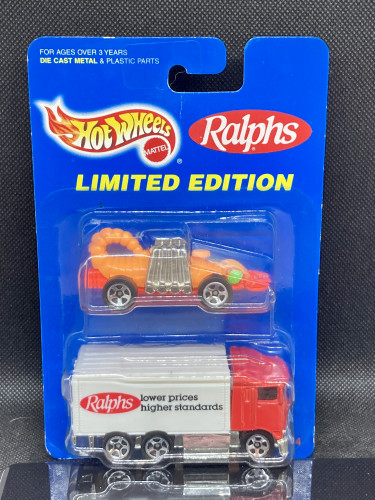 FOR AGES OVER 3 YEARS
DIE CAST METAL & PLASTIC PARTS
HOT WHEELS
MATTEL
®
Ralphs
LIMITED EDITION
Ralphs
lower prices
higher standards